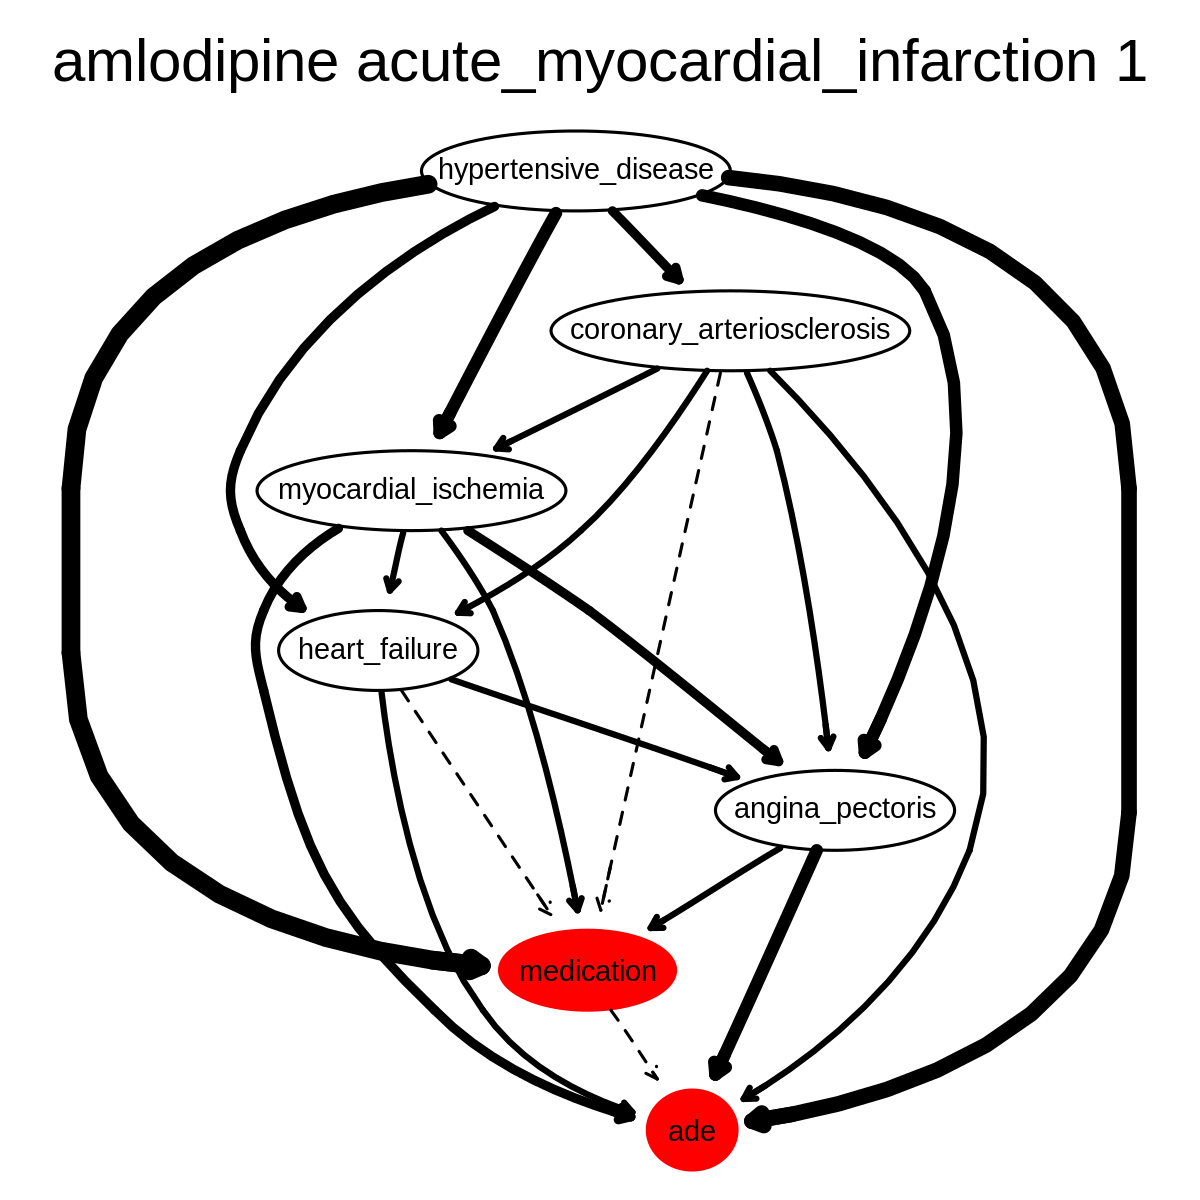 amlodipine acute_myocardial_infarction 1
hypertensive_disease
coronary_arteriosclerosis
myocardial_ischemia
heart_failure
angina_pectoris
medication
ade